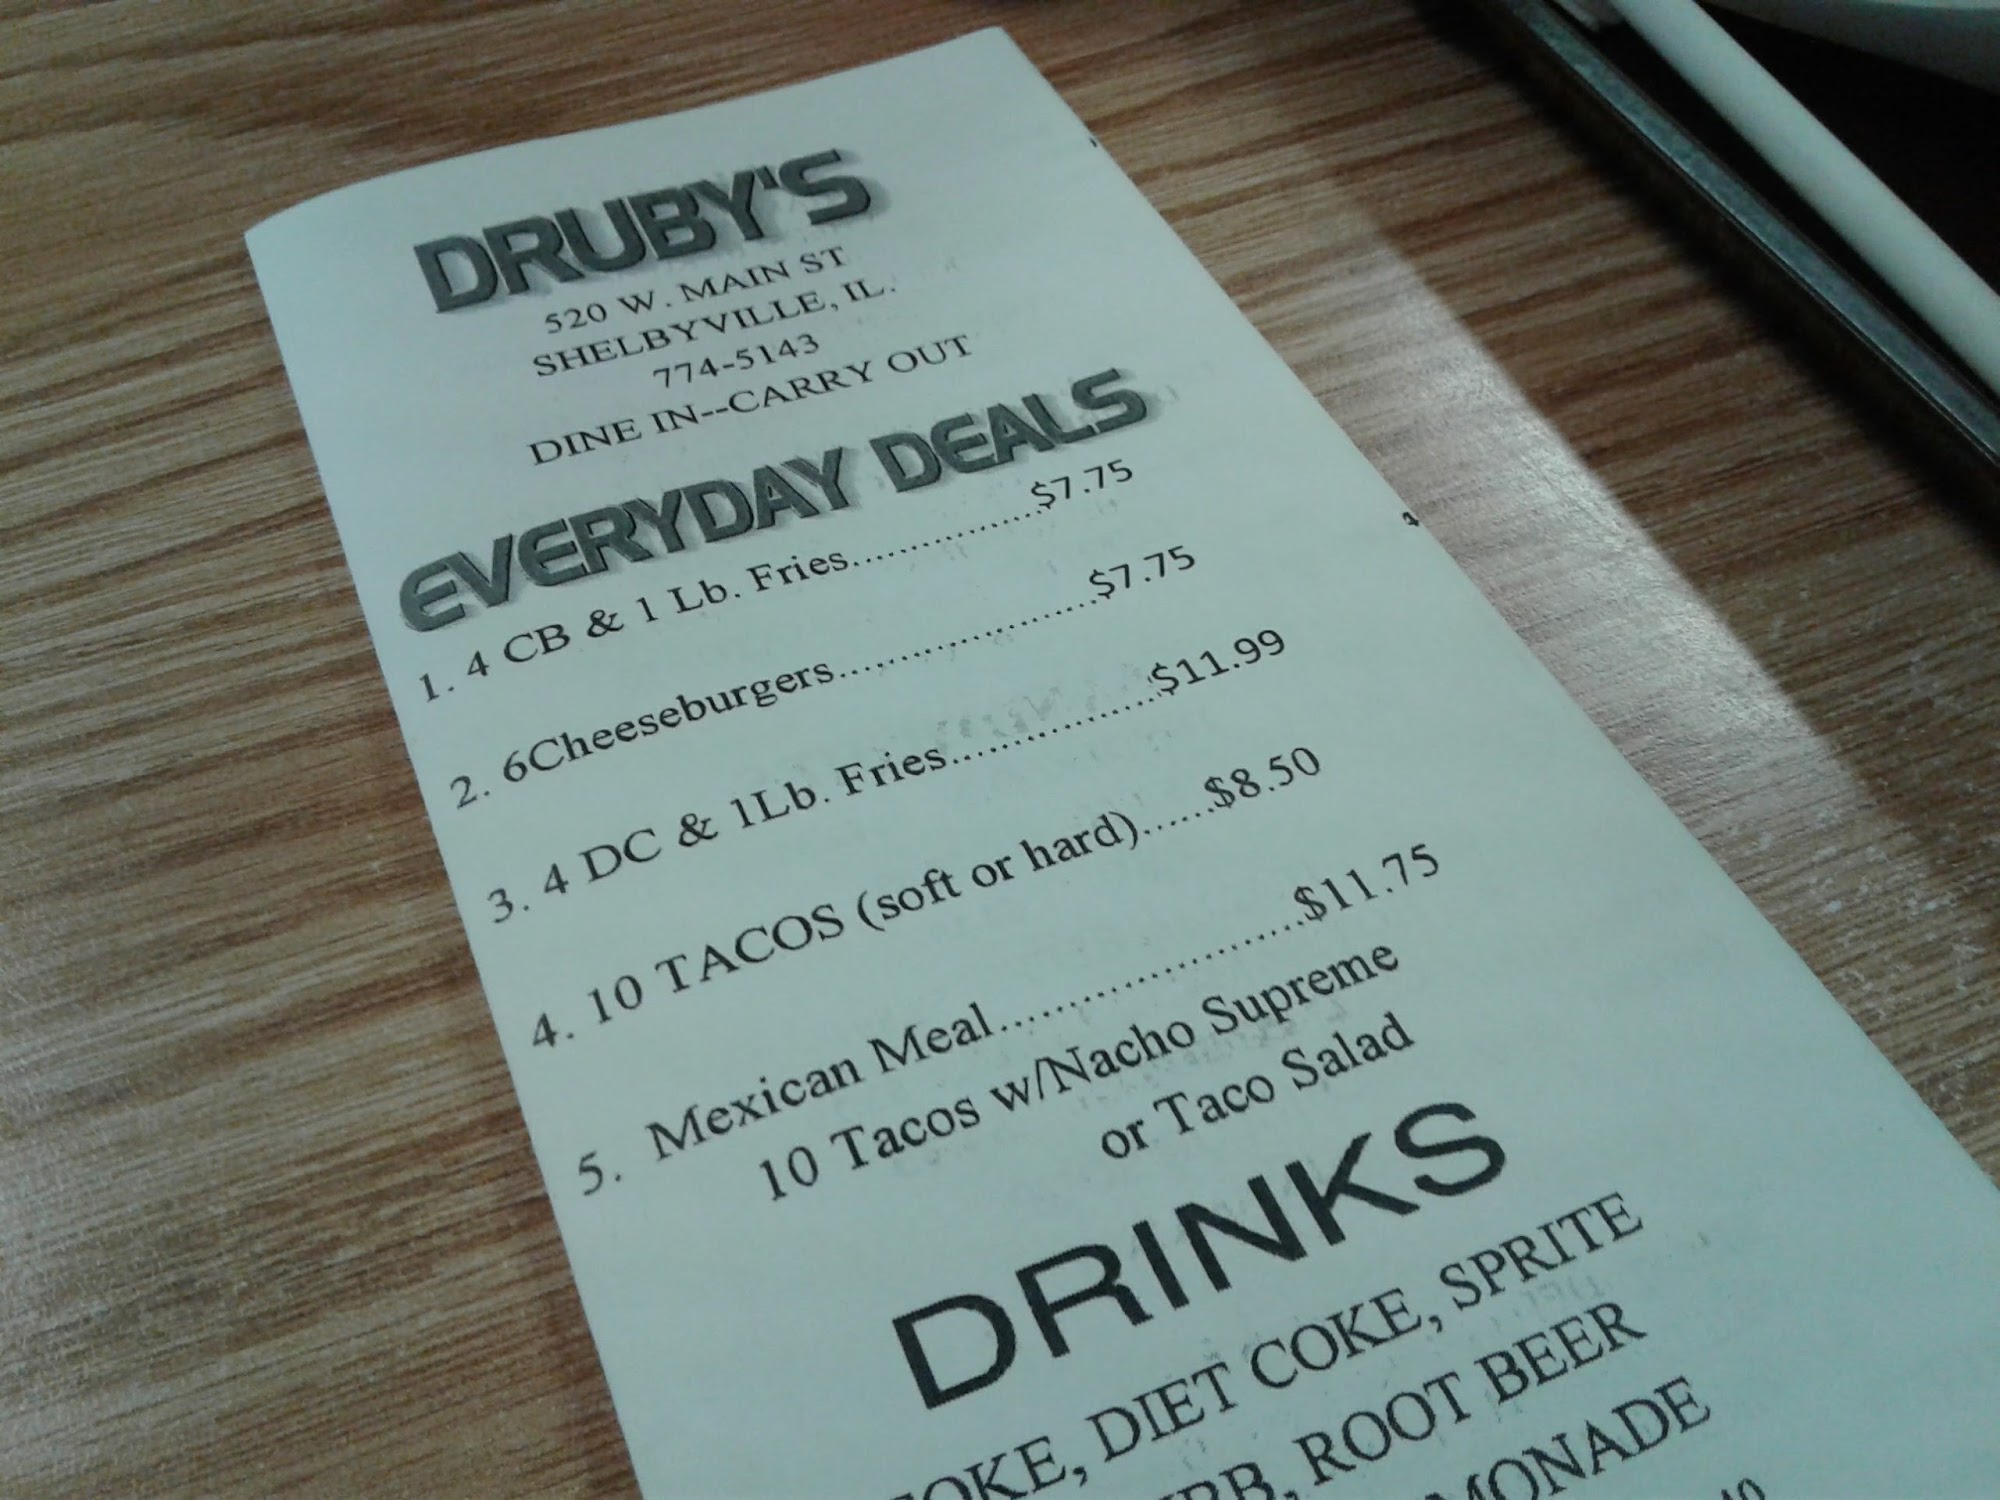 DRUBY'S
520 W. MAIN ST
SHELBYVILLE, IL.
774-5143
DINE IN--CARRY OUT
EVERYDAY DEALS
1. 4 CB & 1 Lb. Fries....................$7.75
2. 6Cheeseburgers..........................$7.75
3. 4 DC & 1Lb. Fries....................$11.99
4. 10 TACOS (soft or hard)......$8.50
5. Mexican Meal..........................$11.75
10 Tacos w/Nacho Supreme
or Taco Salad
DRINKS
DIET COKE, SPRITE
ROOT BEER